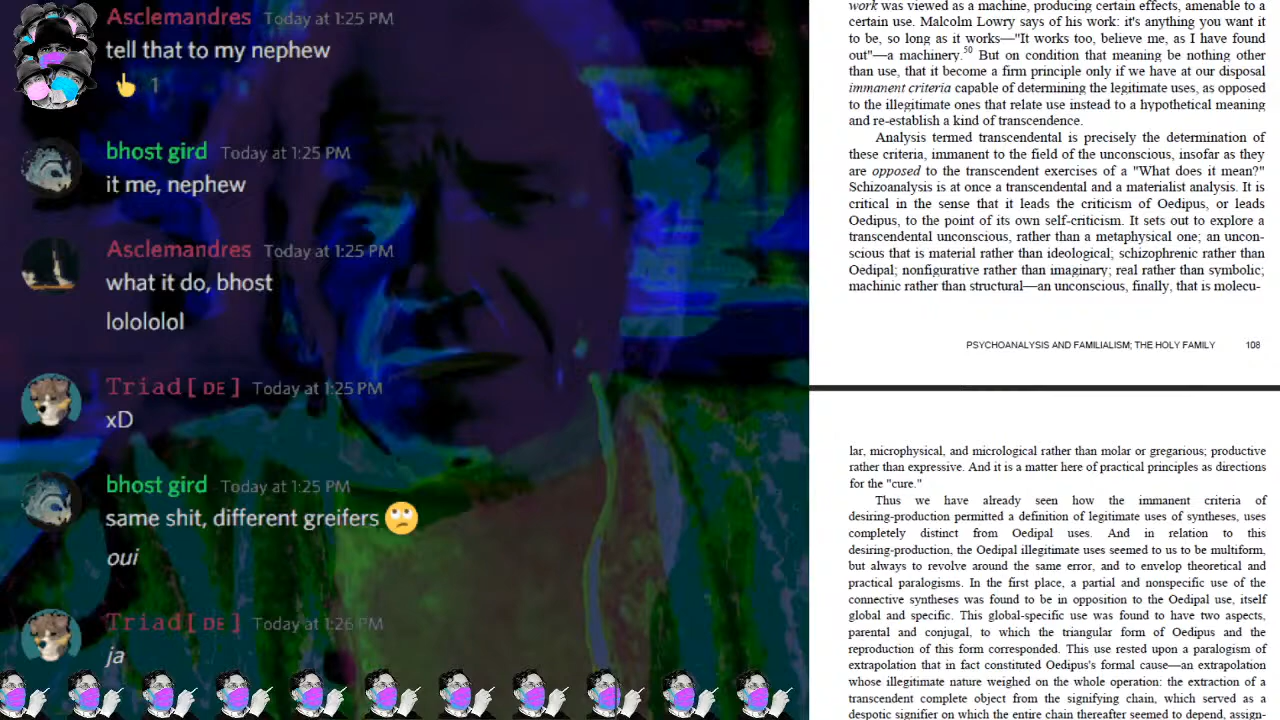 Asclemandres Today at 1:25 PM
tell that to my nephew
1
bhost gird Today at 1:25 PM
it me, nephew
Asclemandres Today at 1:25 PM
what it do, bhost
lolololol
Triad[DE] Today at 1:25 PM
xD
bhost gird Today at 1:25 PM
same shit, different greifers
oui
Triad[DE] Today at 1:26 PM
ja
work was viewed as a machine, producing certain effects, amenable to a
certain use. Malcolm Lowry says of his work: it's anything you want it
to be, so long as it works—"It works too, believe me, as I have found
out"—a machinery.50 But on condition that meaning be nothing other
than use, that it become a firm principle only if we have at our disposal
immanent criteria capable of determining the legitimate uses, as opposed
to the illegitimate ones that relate use instead to a hypothetical meaning
and re-establish a kind of transcendence.
Analysis termed transcendental is precisely the determination of
these criteria, immanent to the field of the unconscious, insofar as they
are opposed to the transcendent exercises of a "What does it mean?"
Schizoanalysis is at once a transcendental and a materialist analysis. It is
critical in the sense that it leads the criticism of Oedipus, or leads
Oedipus, to the point of its own self-criticism. It sets out to explore a
transcendental unconscious, rather than a metaphysical one; an uncon-
scious that is material rather than ideological; schizophrenic rather than
Oedipal; nonfigurative rather than imaginary; real rather than symbolic;
machinic rather than structural—an unconscious, finally, that is molecu-
PSYCHOANALYSIS AND FAMILIALISM; THE HOLY FAMILY 108
lar, microphysical, and micrological rather than molar or gregarious; productive
rather than expressive. And it is a matter here of practical principles as directions
for the "cure."
Thus we have already seen how the immanent criteria of
desiring-production permitted a definition of legitimate uses of syntheses, uses
completely distinct from Oedipal uses. And in relation to this
desiring-production, the Oedipal illegitimate uses seemed to us to be multiform,
but always to revolve around the same error, and to envelop theoretical and
practical paralogisms. In the first place, a partial and nonspecific use of the
connective syntheses was found to be in opposition to the Oedipal use, itself
global and specific. This global-specific use was found to have two aspects,
parental and conjugal, to which the triangular form of Oedipus and the
reproduction of this form corresponded. This use rested upon a paralogism of
extrapolation that in fact constituted Oedipus's formal cause—an extrapolation
whose illegitimate nature weighed on the whole operation: the extraction of a
transcendent complete object from the signifying chain, which served as a
despotic signifier on which the entire chain thereafter seemed to depend, assign-